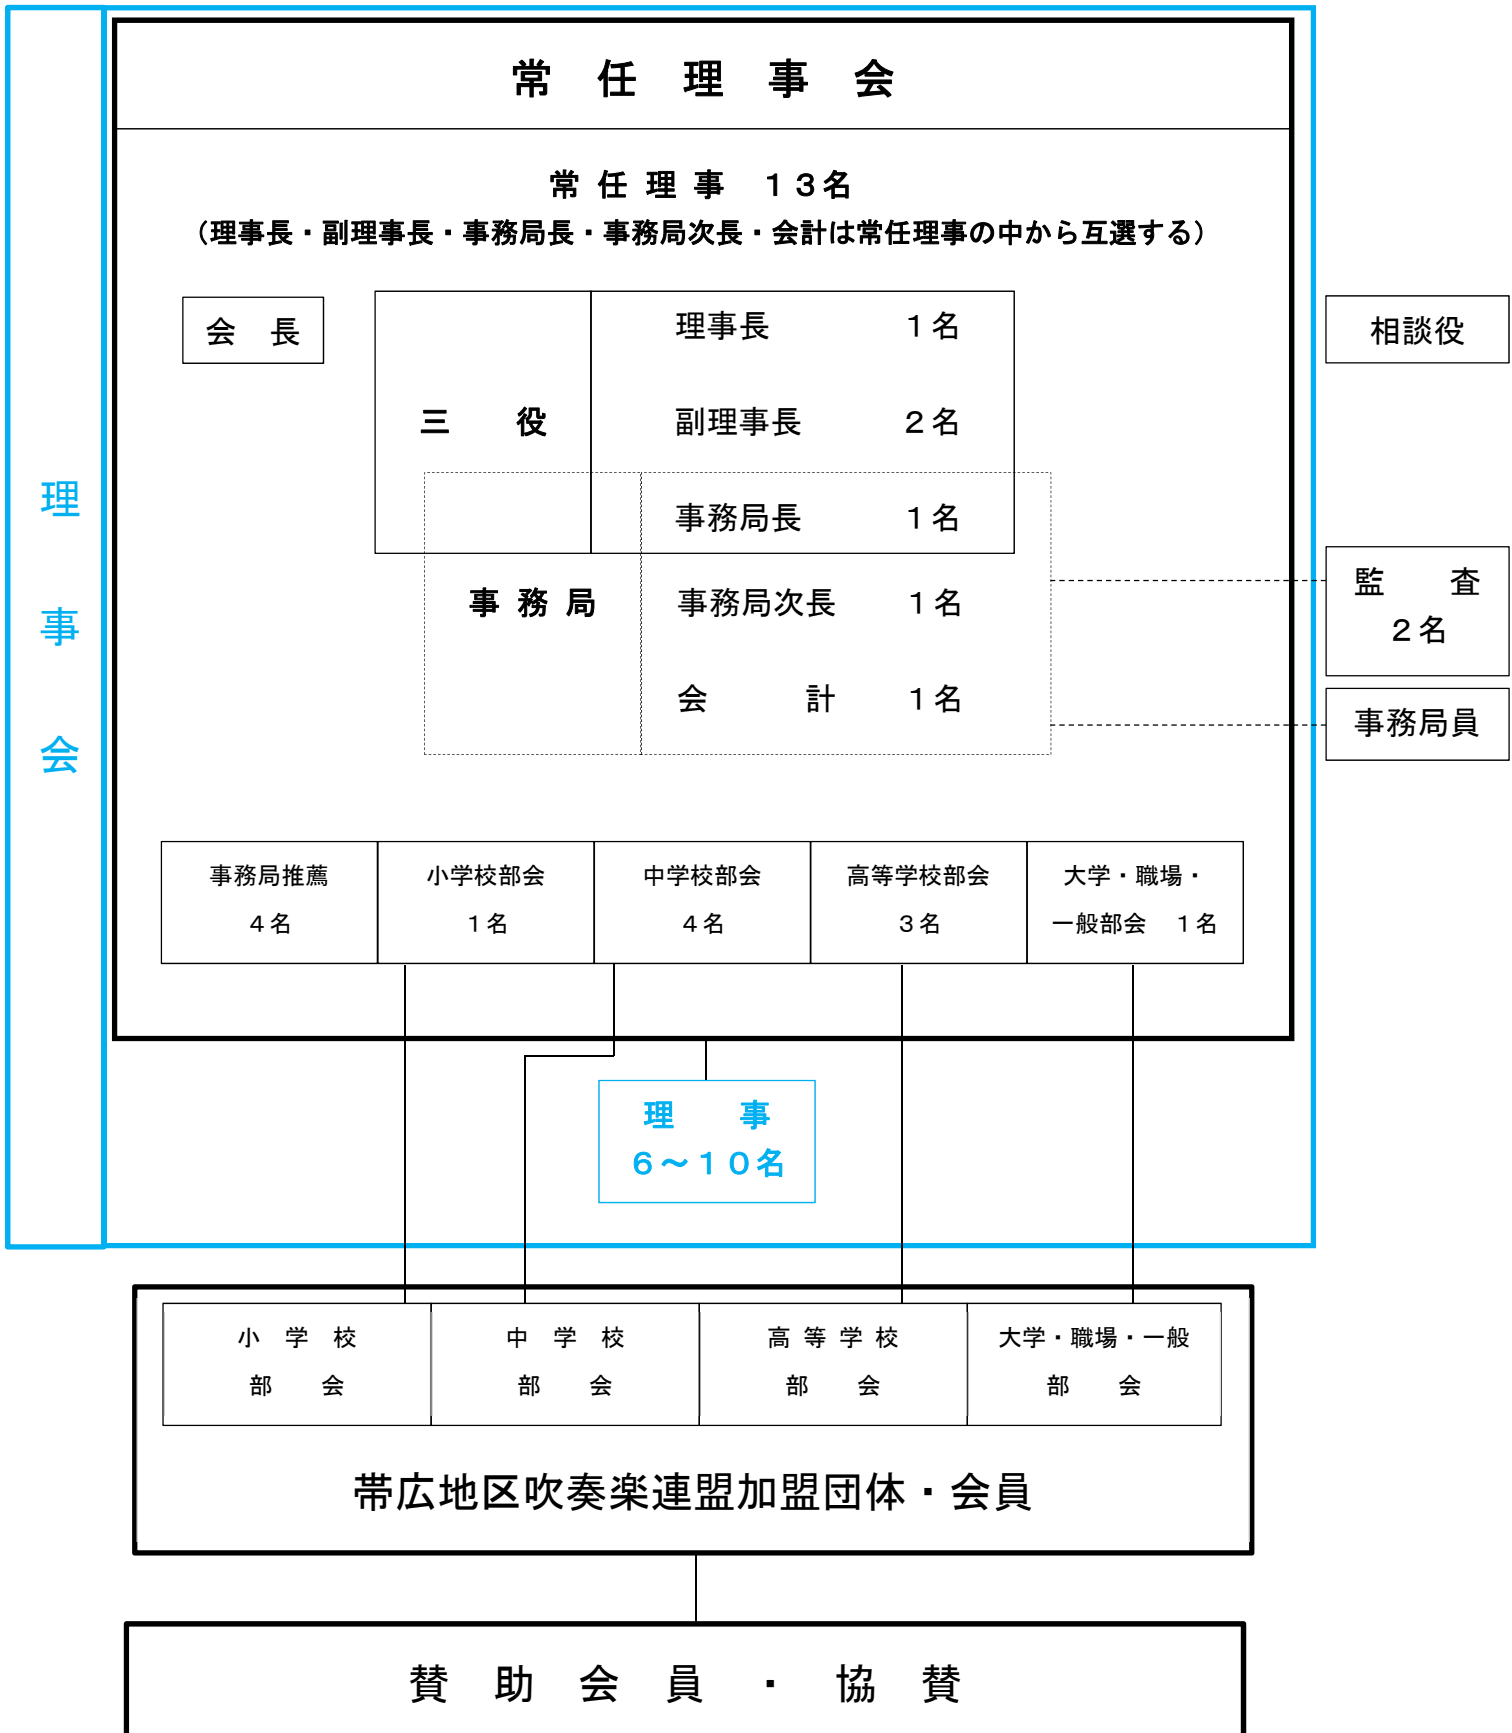 理事会
常任理事会
常任理事　１３名
（理事長・副理事長・事務局長・事務局次長・会計は常任理事の中から互選する）
会　長
三　役
理事長　１名
副理事長　２名
事務局長　１名
事務局
事務局次長　１名
会　計　１名
相談役
監　査
２名
事務局員
事務局推薦
４名
小学校部会
１名
中学校部会
４名
高等学校部会
３名
大学・職場・
一般部会　１名
理　事
６～１０名
小　学　校
部　会
中　学　校
部　会
高　等　学　校
部　会
大学・職場・一般
部　会
帯広地区吹奏楽連盟加盟団体・会員
賛助会員・協賛